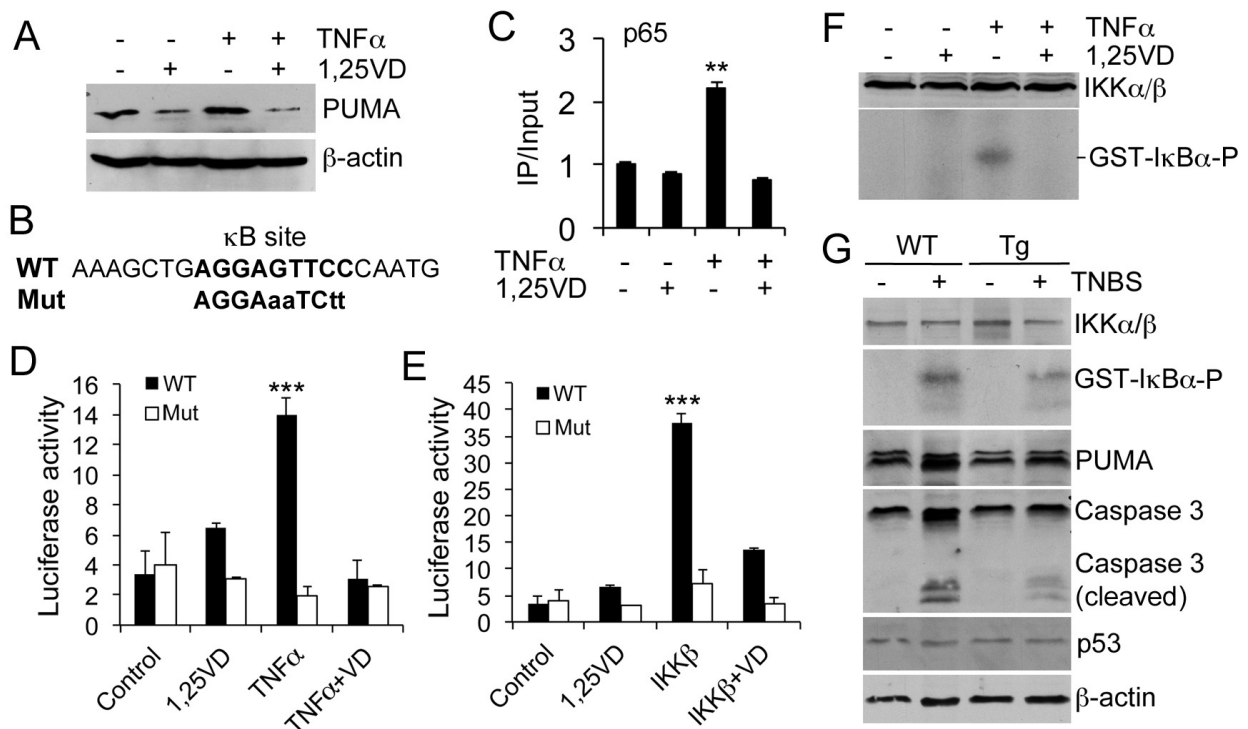 A
- - + + TNFα
- + - + 1,25VD
PUMA
β-actin
B
κB site
WT AAAGCTGAGGAGTTCCCAATG
Mut AGGAaaTCtt
C
p65
**
3
2
1
0
IP/Input
TNFα - - + +
1,25VD - + - +
D
WT
Mut
***
16
14
12
10
8
6
4
2
0
Luciferase activity
Control
1,25VD
TNFα
TNFα+VD
E
WT
Mut
***
45
40
35
30
25
20
15
10
5
0
Luciferase activity
Control
1,25VD
IKKβ
IKKβ+VD
F
- - + + TNFα
- + - + 1,25VD
IKKα/β
GST-IκBα-P
G
WT Tg
- + - + TNBS
IKKα/β
GST-IκBα-P
PUMA
Caspase 3
Caspase 3
(cleaved)
p53
β-actin